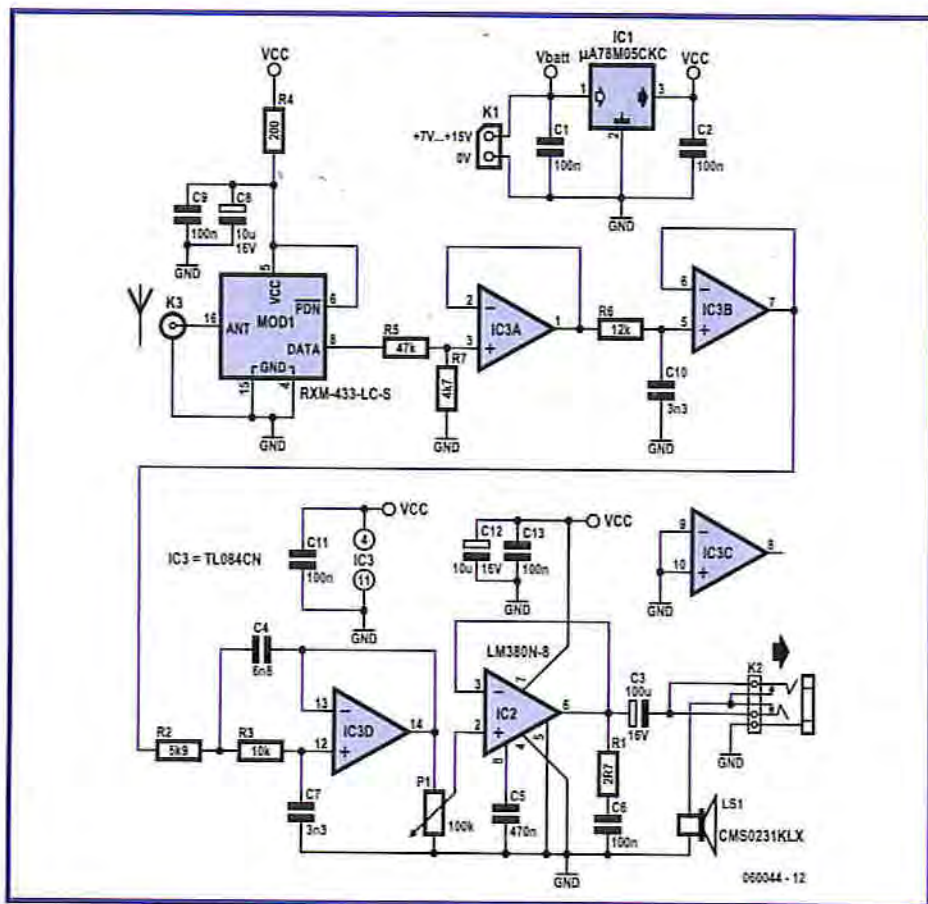 IC1
µA78M05CKC
Vbatt
VCC
1
3
2
K1
+7V...+15V
0V
C1
100n
C2
100n
GND
VCC
R4
200
C9
100n
C8
10u
16V
GND
5
VCC
PDN
6
K3
16
ANT
MOD1
DATA
8
GND
15
4
RXM-433-LC-S
GND
R5
47k
R7
4k7
GND
2
3
IC3A
1
R6
12k
C10
3n3
GND
6
5
IC3B
7
IC3 = TL084CN
C11
100n
VCC
4
IC3
11
GND
C12
10u
16V
C13
100n
VCC
GND
9
10
IC3C
8
GND
C4
6n8
R2
5k9
R3
10k
13
12
IC3D
14
C7
3n3
P1
100k
LM380N-8
3
2
IC2
7
6
8
4
5
C5
470n
R1
2R7
C6
100n
GND
C3
100u
16V
K2
GND
LS1
CMS0231KLX
060044 - 12